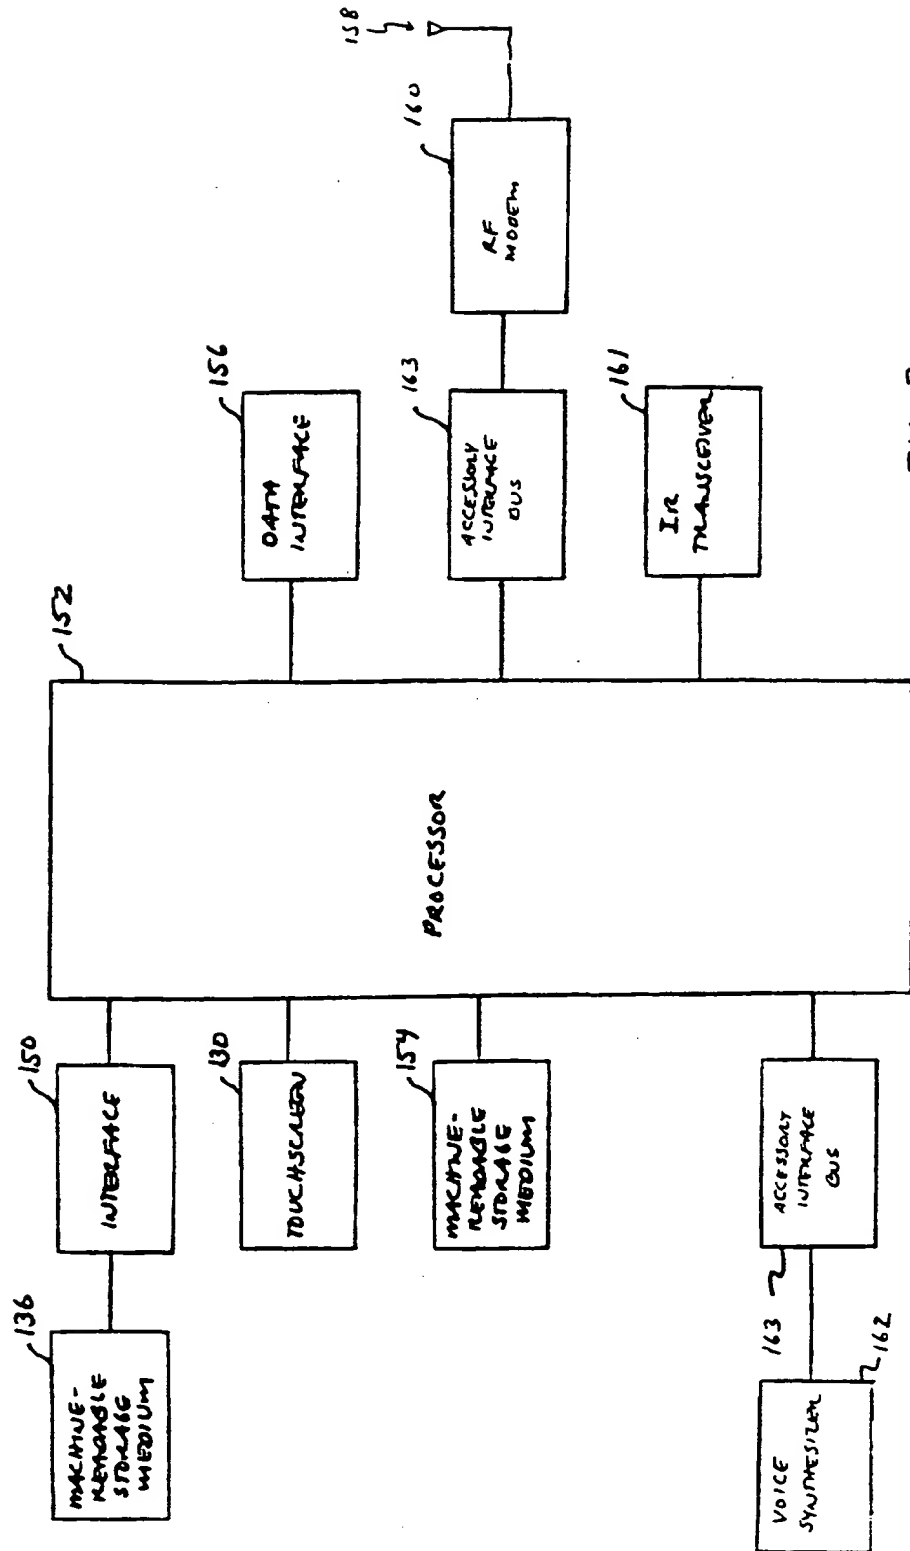 VOICE
SYNTHESIZER
162
MACHINE-
READABLE
STORAGE
MEDIUM
136
163
ACCESSORY
INTERFACE
BUS
MACHINE-
READABLE
STORAGE
MEDIUM
154
TOUCHSCREEN
130
INTERFACE
150
PROCESSOR
152
IR
TRANSCEIVER
161
ACCESSORY
INTERFACE
BUS
163
DATA
INTERFACE
156
RF
MODEM
160
158